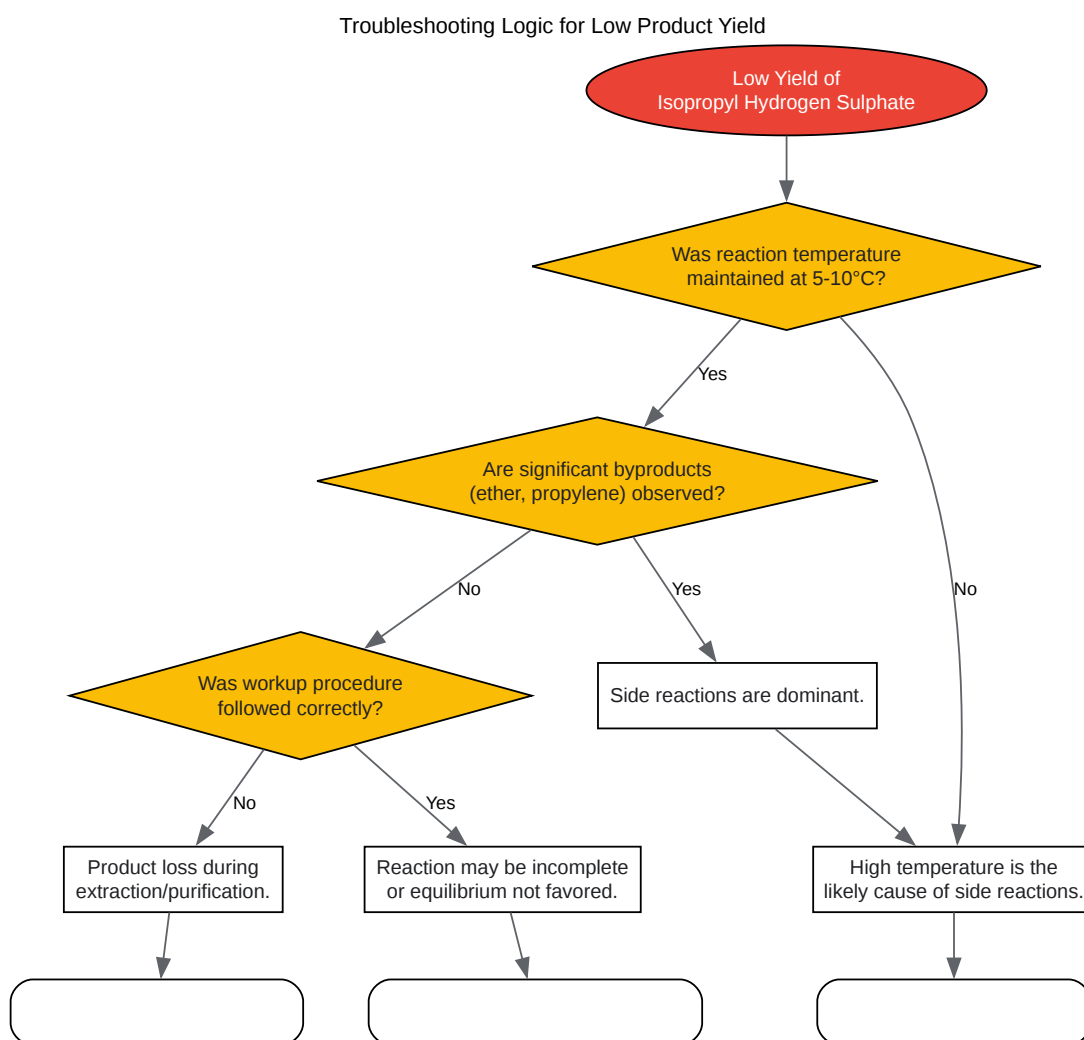 Troubleshooting Logic for Low Product Yield
Low Yield of
Isopropyl Hydrogen Sulphate
Was reaction temperature
maintained at 5-10°C?
Yes
Are significant byproducts
(ether, propylene) observed?
No
Yes
No
Was workup procedure
followed correctly?
Side reactions are dominant.
No
Yes
Product loss during
extraction/purification.
Reaction may be incomplete
or equilibrium not favored.
High temperature is the
likely cause of side reactions.